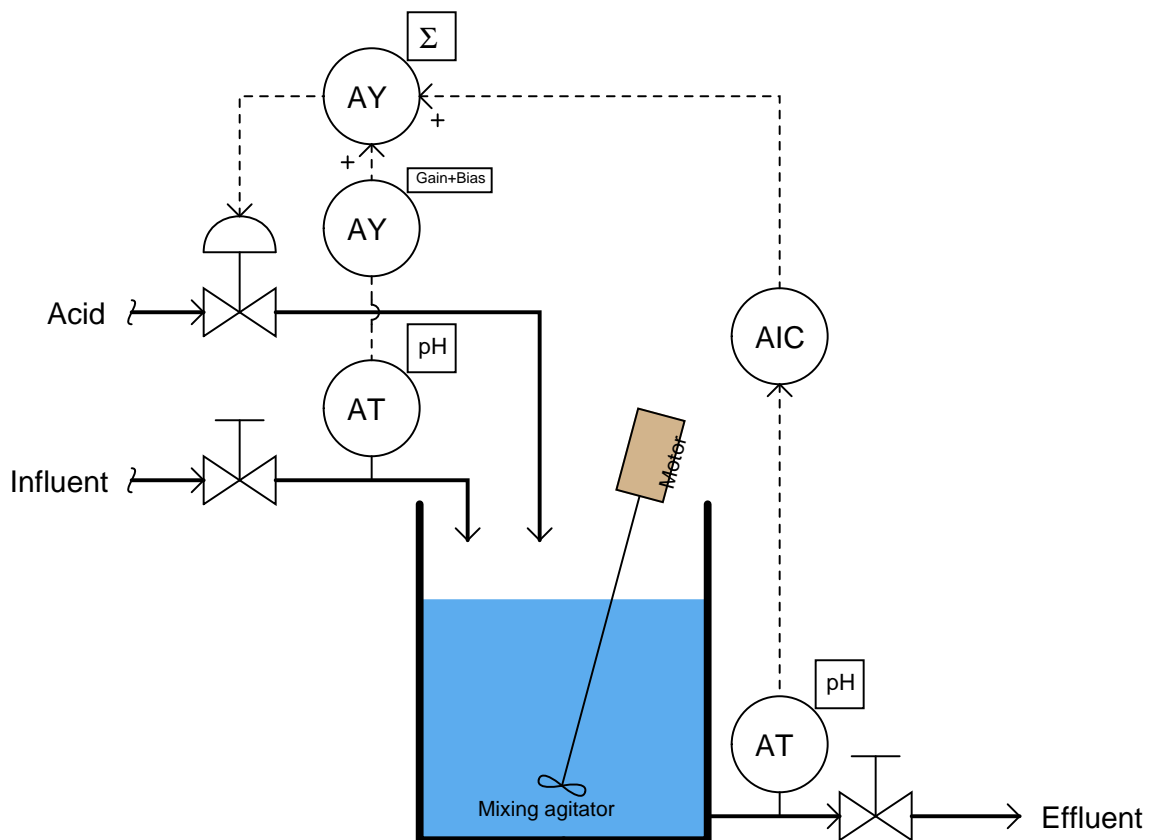 Σ
AY
+
+
Gain+Bias
AY
Acid
AIC
pH
AT
Motor
Influent
pH
AT
Mixing agitator
Effluent